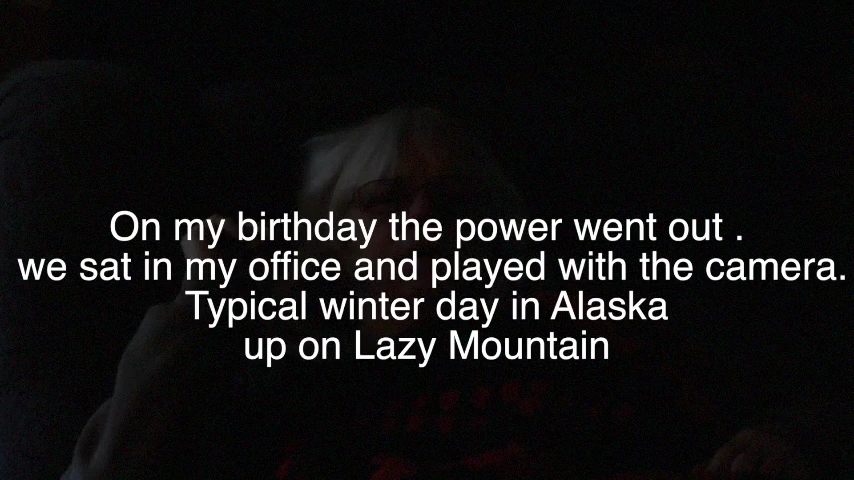 On my birthday the power went out .
we sat in my office and played with the camera.
Typical winter day in Alaska
up on Lazy Mountain